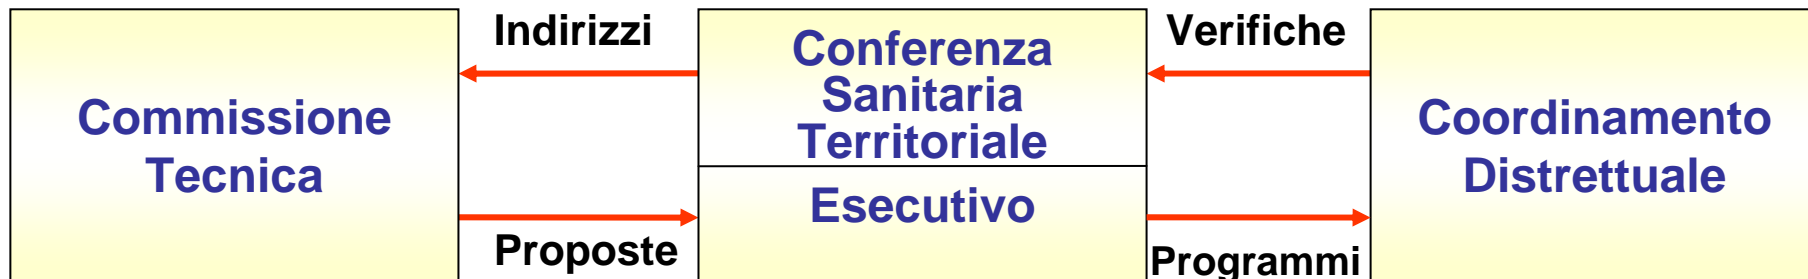 Commissione
Tecnica
Indirizzi
Proposte
Conferenza
Sanitaria
Territoriale
Esecutivo
Verifiche
Programmi
Coordinamento
Distrettuale